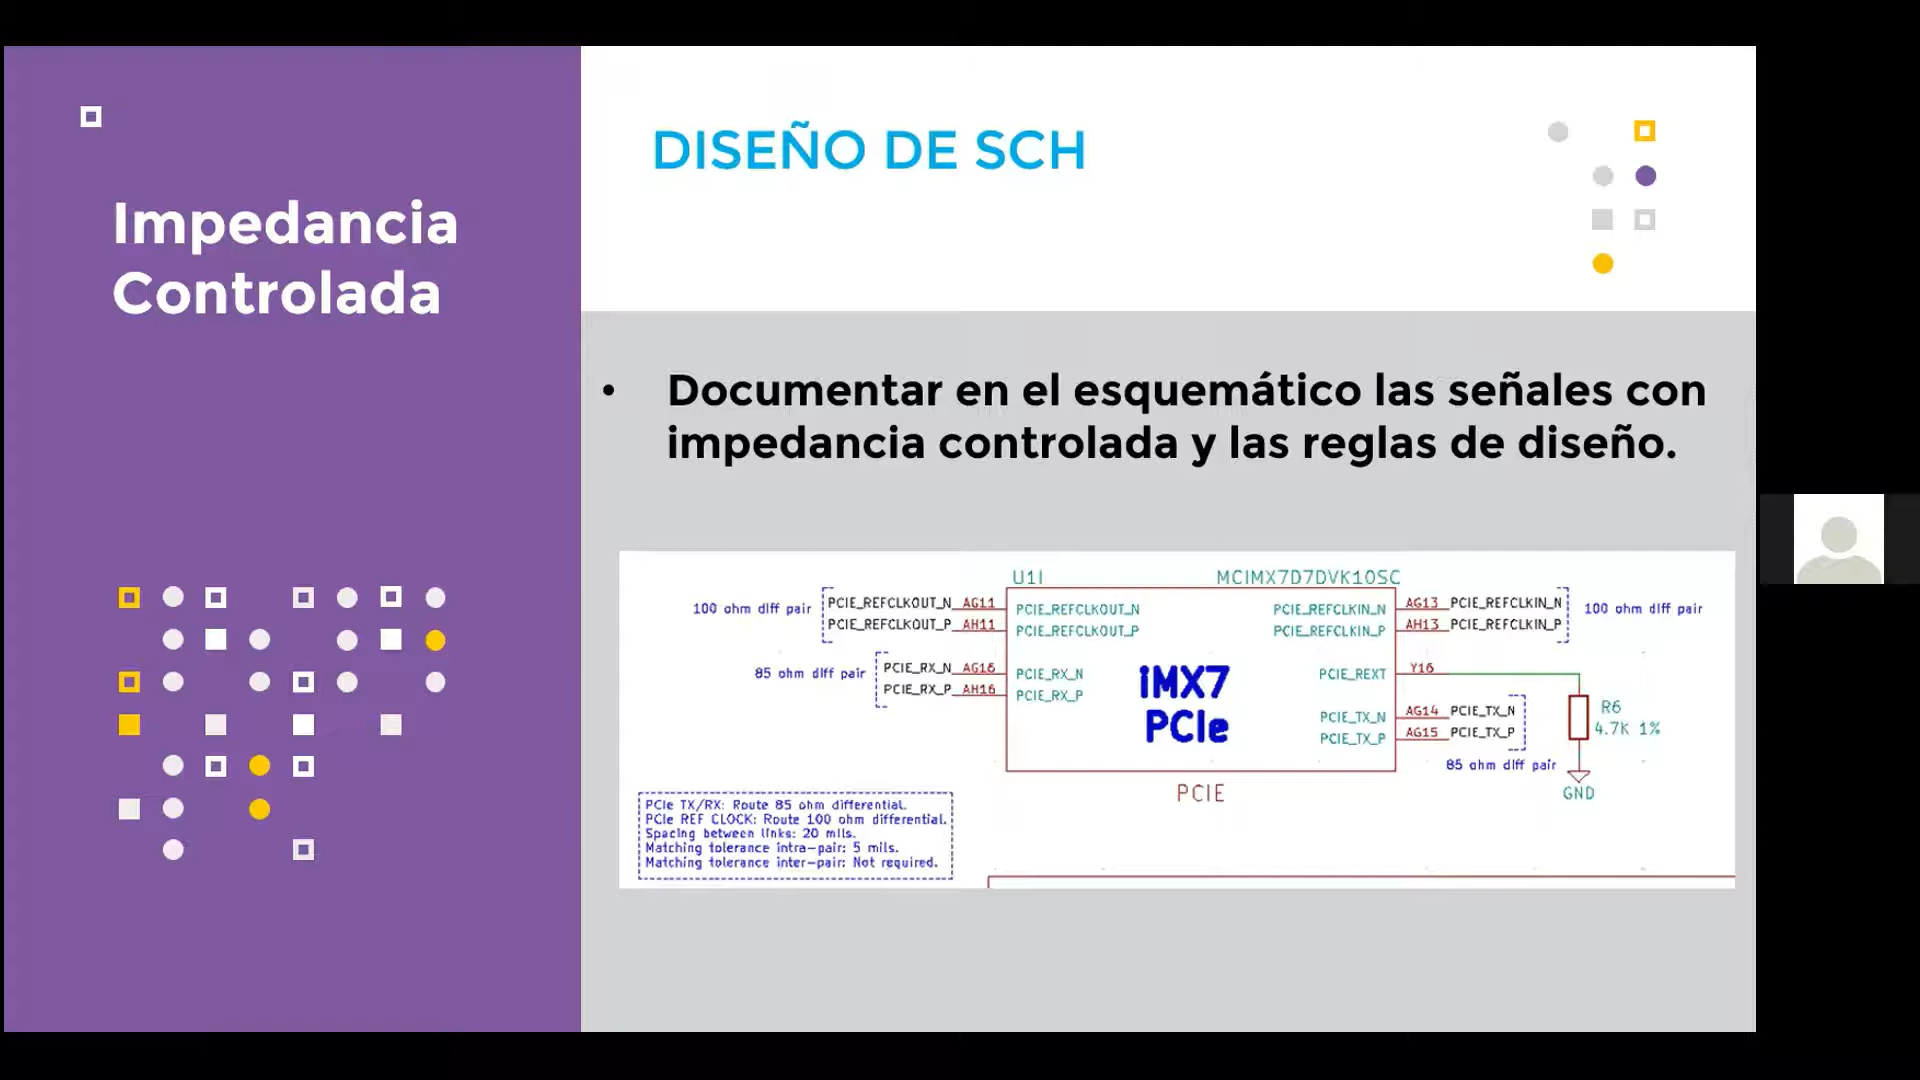 Impedancia
Controlada
DISEÑO DE SCH
• Documentar en el esquemático las señales con
impedancia controlada y las reglas de diseño.
U1I MCIMX7D7DVK10SC
100 ohm diff pair PCIE_REFCLKOUT_N AG11 PCIE_REFCLKOUT_N PCIE_REFCLKIN_N AG13 PCIE_REFCLKIN_N 100 ohm diff pair
PCIE_REFCLKOUT_P AH11 PCIE_REFCLKOUT_P PCIE_REFCLKIN_P AH13 PCIE_REFCLKIN_P
85 ohm diff pair PCIE_RX_N AG16 PCIE_RX_N PCIE_REXT Y16
PCIE_RX_P AH16 PCIE_RX_P
iMX7
PCIe
PCIE_TX_N AG14 PCIE_TX_N
PCIE_TX_P AG15 PCIE_TX_P
R6
4.7K 1%
85 ohm diff pair
GND
PCIE
PCIe TX/RX: Route 85 ohm differential.
PCIe REF CLOCK: Route 100 ohm differential.
Spacing between links: 20 mils.
Matching tolerance intra-pair: 5 mils.
Matching tolerance inter-pair: Not required.